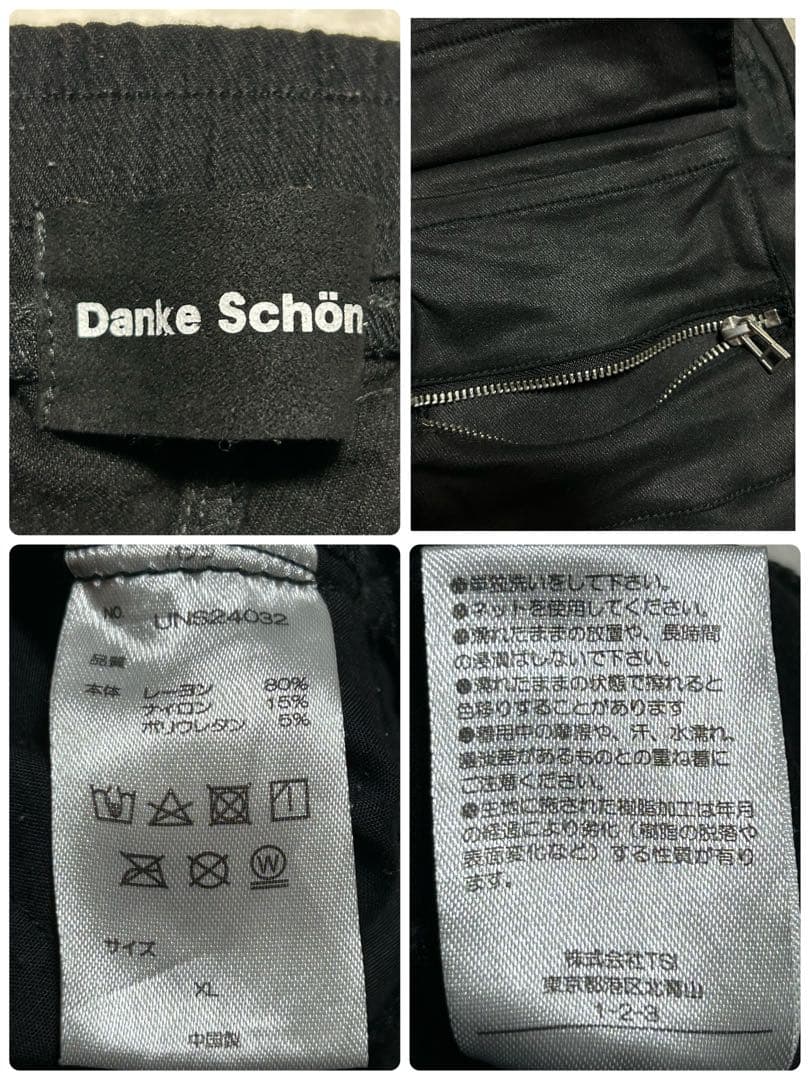 Danke Schön
パンツ
NO. UNS24032
品質
本体 レーヨン 80%
ナイロン 15%
ポリウレタン 5%
W
サイズ
XL
中国製
●単独洗いをして下さい。
●ネットを使用してください。
●濡れたままの放置や、長時間
の浸漬はしないで下さい。
●濡れたままの状態で擦れると
色移りすることがあります
●着用中の摩擦や、汗、水濡れ、
濃淡差があるものとの重ね着に
ご注意ください。
●生地に施された樹脂加工は年月
の経過により劣化（樹脂の脱落や
表面変化など）する性質が有り
ます。
株式会社TSI
東京都港区北青山
1-2-3